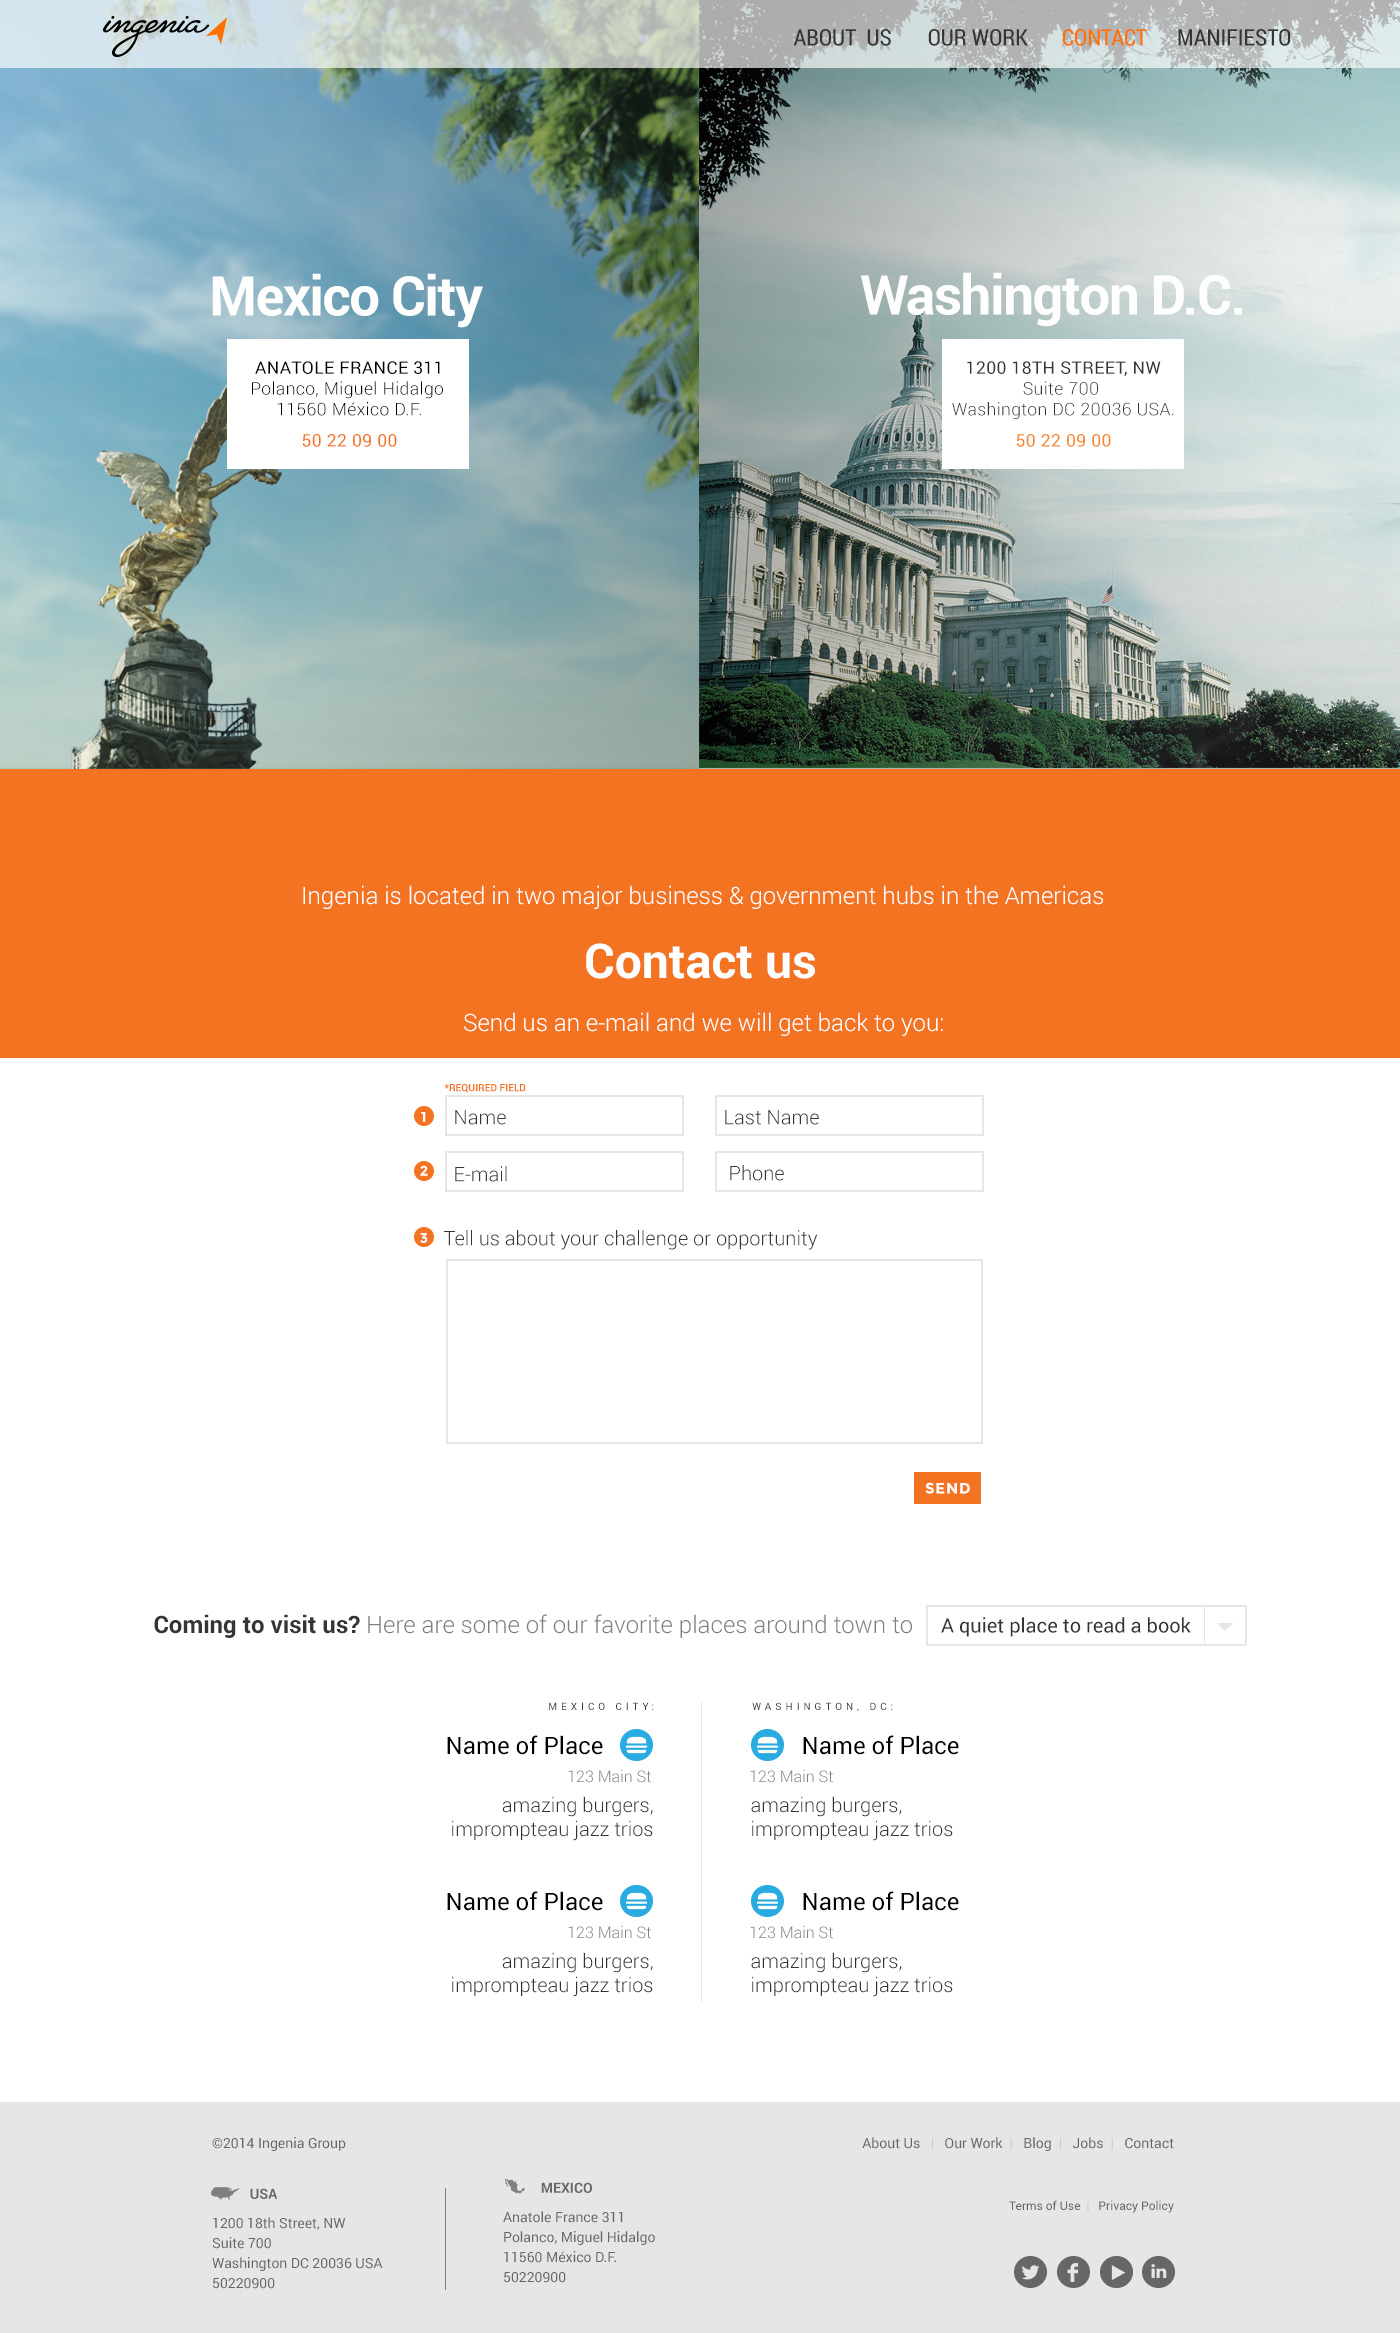 ingenia
ABOUT US
OUR WORK
CONTACT
MANIFIESTO
Mexico City
ANATOLE FRANCE 311
Polanco, Miguel Hidalgo
11560 México D.F.
50 22 09 00
Washington D.C.
1200 18TH STREET, NW
Suite 700
Washington DC 20036 USA.
50 22 09 00
Ingenia is located in two major business & government hubs in the Americas
Contact us
Send us an e-mail and we will get back to you:
*REQUIRED FIELD
1 Name
Last Name
2 E-mail
Phone
3 Tell us about your challenge or opportunity
SEND
Coming to visit us? Here are some of our favorite places around town to
A quiet place to read a book
MEXICO CITY:
Name of Place
123 Main St
amazing burgers,
imprompteau jazz trios
Name of Place
123 Main St
amazing burgers,
imprompteau jazz trios
WASHINGTON, DC:
Name of Place
123 Main St
amazing burgers,
imprompteau jazz trios
Name of Place
123 Main St
amazing burgers,
imprompteau jazz trios
©2014 Ingenia Group
About Us | Our Work | Blog | Jobs | Contact
USA
1200 18th Street, NW
Suite 700
Washington DC 20036 USA
50220900
MEXICO
Anatole France 311
Polanco, Miguel Hidalgo
11560 México D.F.
50220900
Terms of Use | Privacy Policy
in